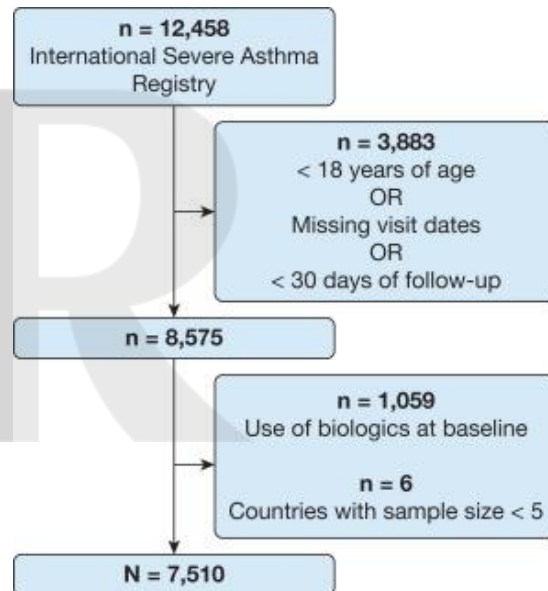 n = 12,458
International Severe Asthma
Registry
n = 3,883
< 18 years of age
OR
Missing visit dates
OR
< 30 days of follow-up
n = 8,575
n = 1,059
Use of biologics at baseline
n = 6
Countries with sample size < 5
N = 7,510